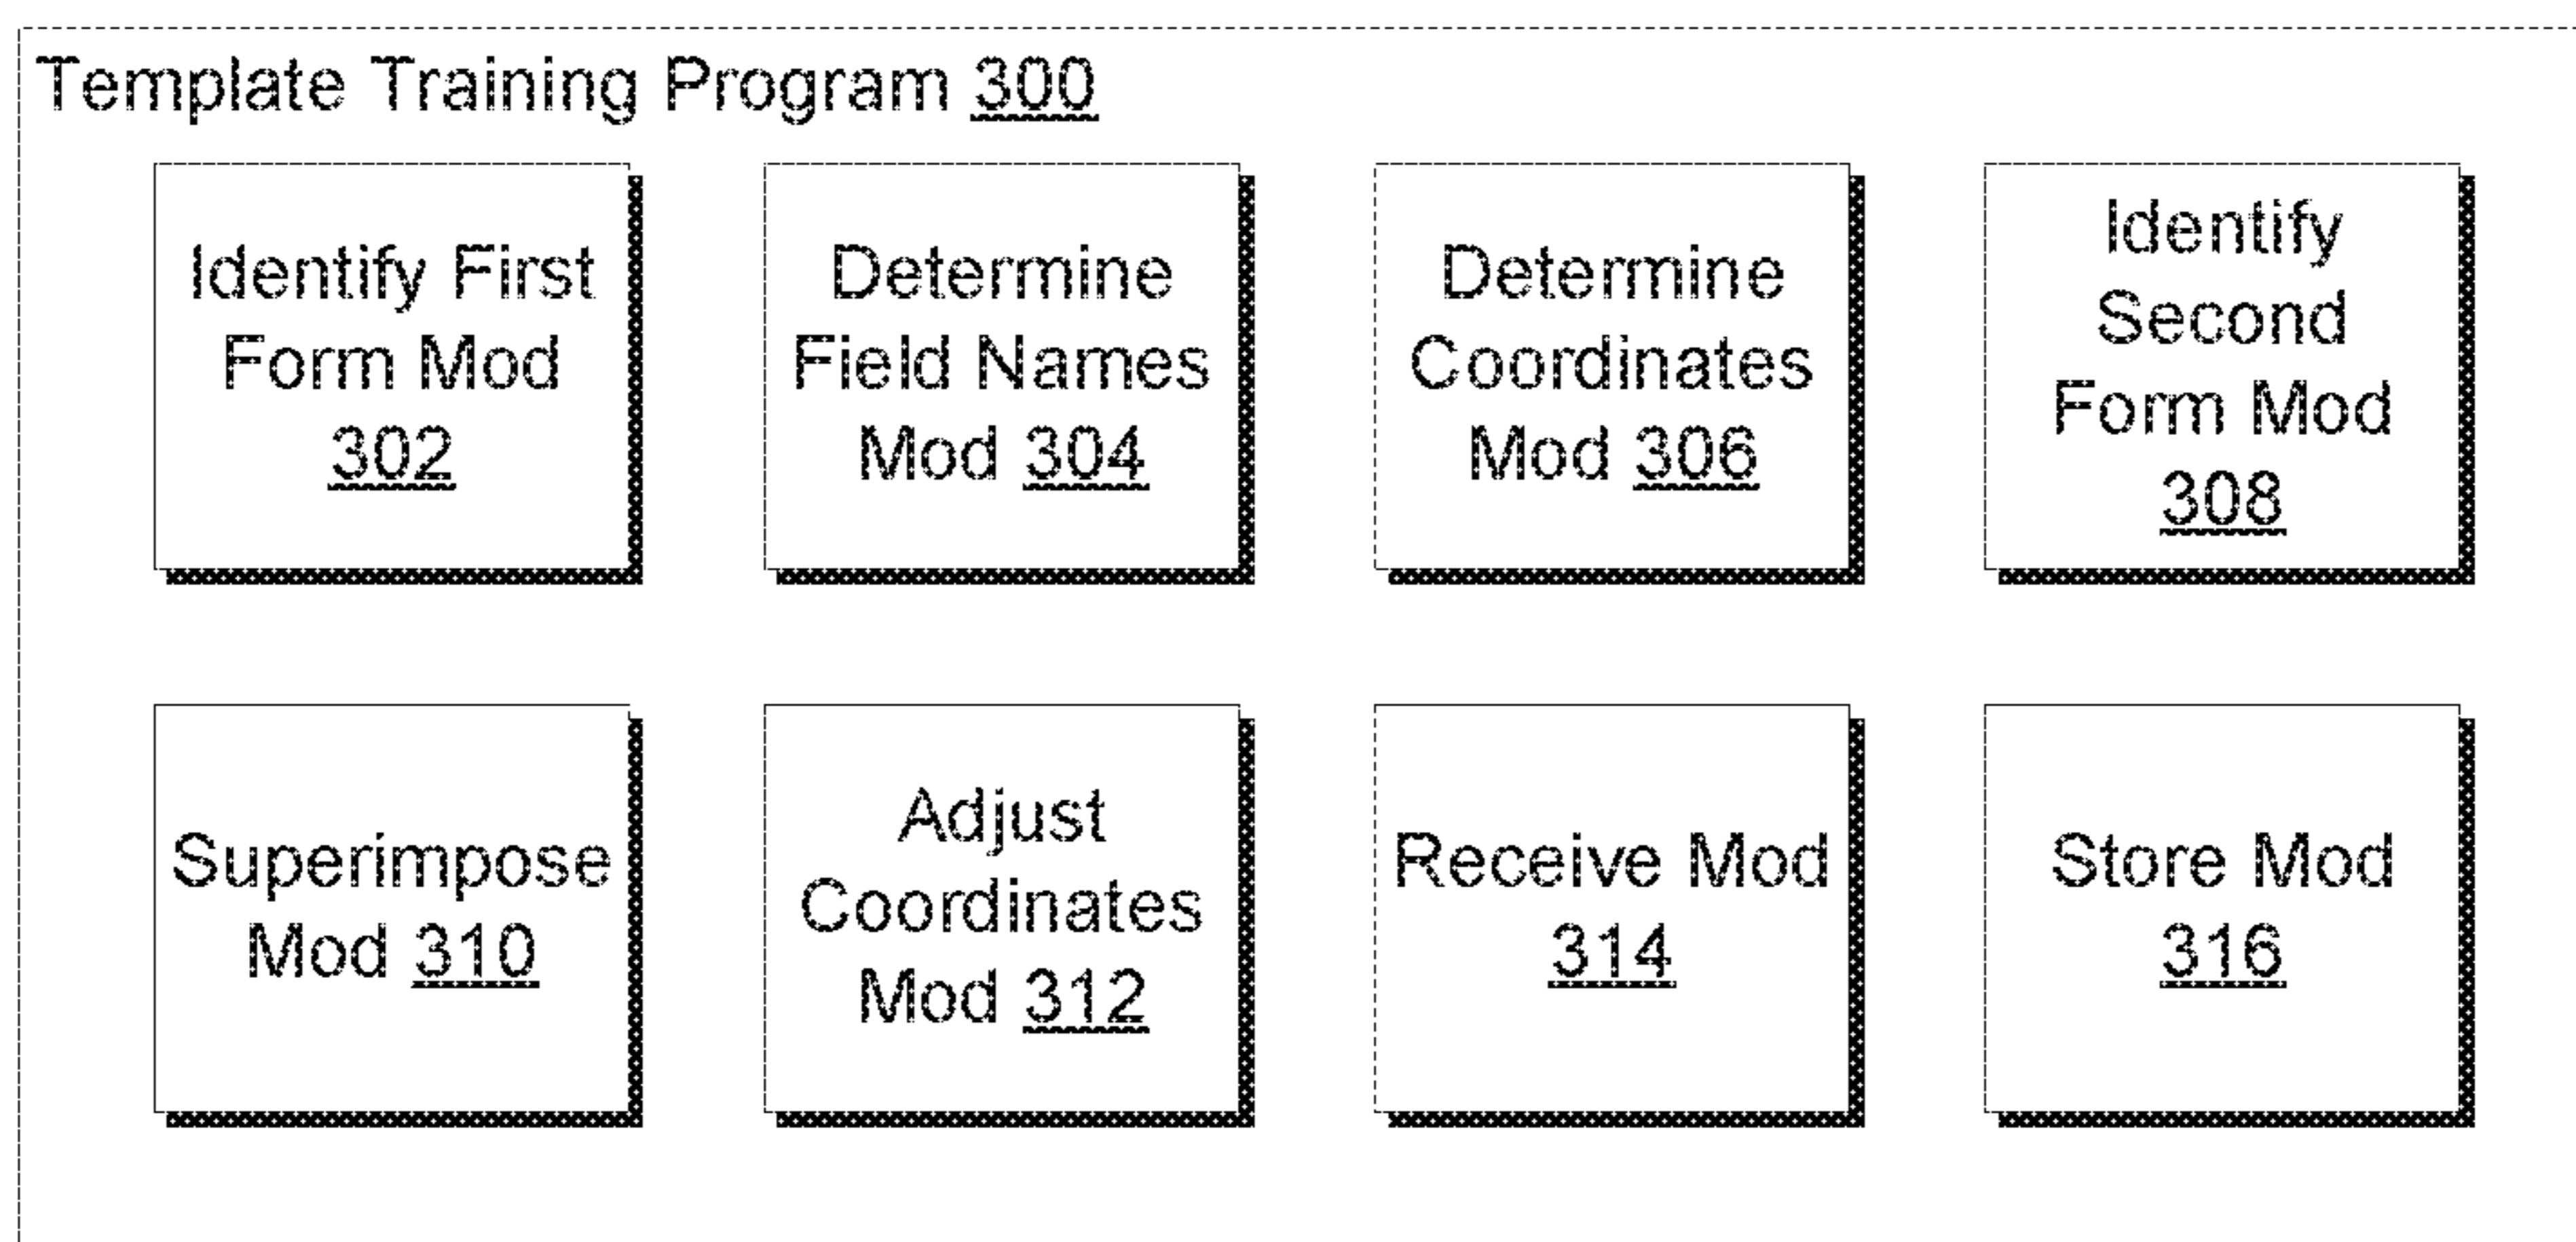 Template Training Program 300
Identify First
Form Mod
302
Determine
Field Names
Mod 304
Determine
Coordinates
Mod 306
Identify
Second
Form Mod
308
Superimpose
Mod 310
Adjust
Coordinates
Mod 312
Receive Mod
314
Store Mod
316